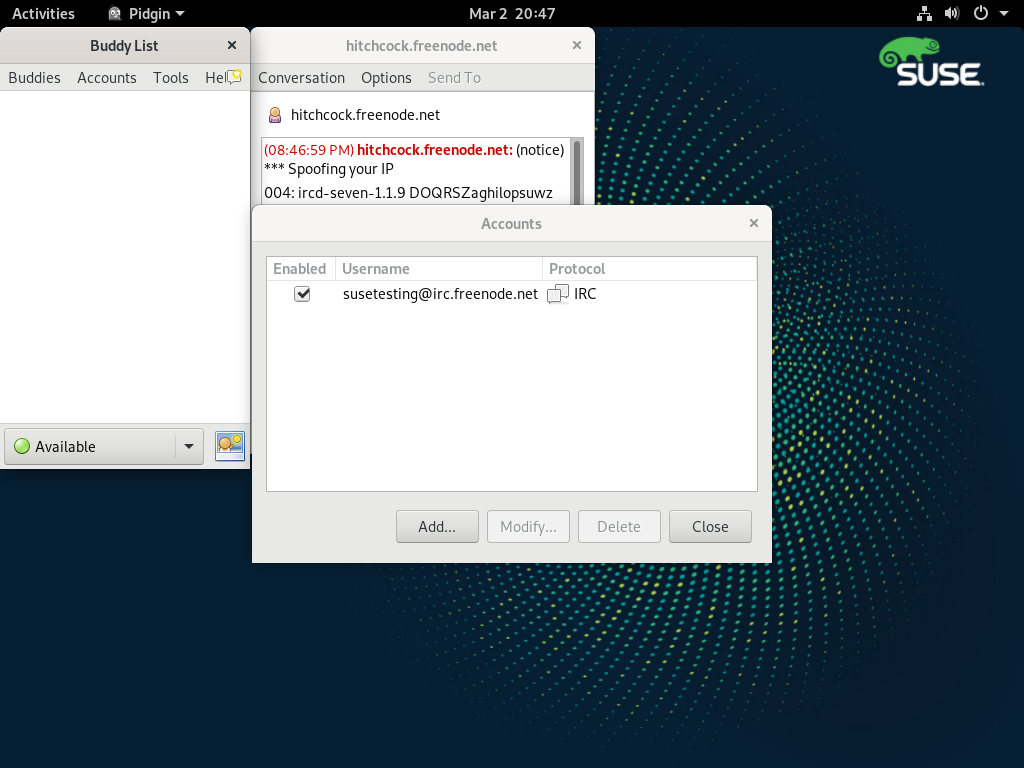 Activities Pidgin Mar 2 20:47
Buddy List
Buddies Accounts Tools Hel
Available
hitchcock.freenode.net
Conversation Options Send To
hitchcock.freenode.net
(08:46:59 PM) hitchcock.freenode.net: (notice)
*** Spoofing your IP
004: ircd-seven-1.1.9 DOQRSZaghilopsuwz
Accounts
Enabled Username Protocol
susetesting@irc.freenode.net IRC
Add... Modify... Delete Close
SUSE